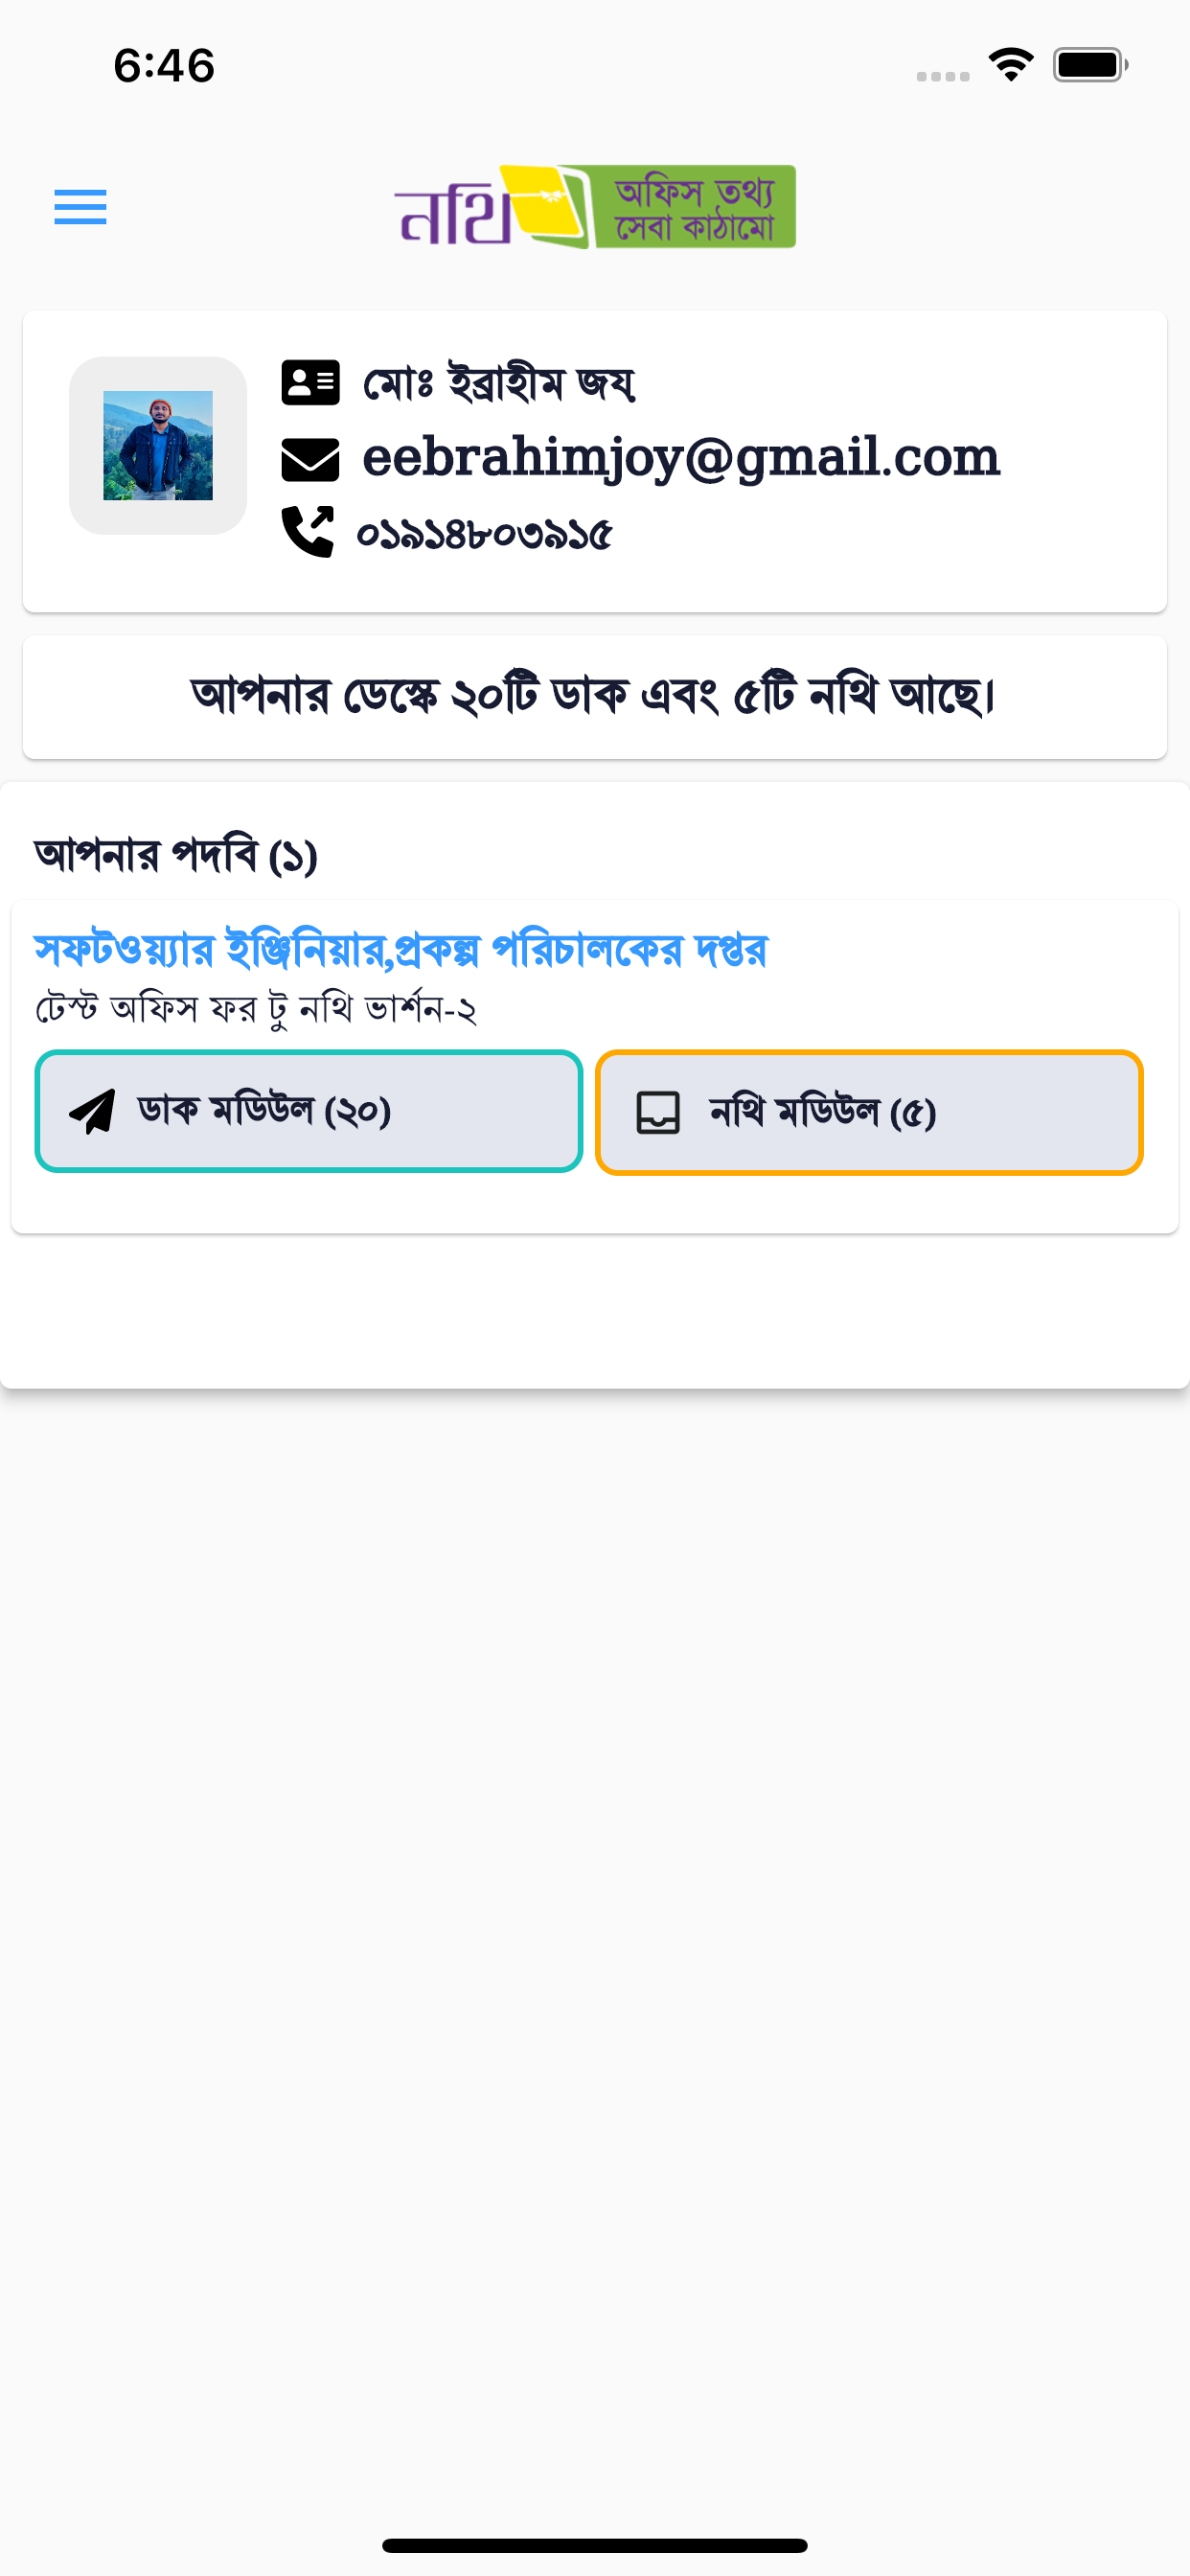 6:46
নথি
অফিস তথ্য
সেবা কাঠামো
মোঃ ইব্রাহীম জয়
eebrahimjoy@gmail.com
০১৯১৪৮০৩৯১৫
আপনার ডেস্কে ২০টি ডাক এবং ৫টি নথি আছে।
আপনার পদবি (১)
সফটওয়্যার ইঞ্জিনিয়ার,প্রকল্প পরিচালকের দপ্তর
টেস্ট অফিস ফর টু নথি ভার্শন-২
ডাক মডিউল (২০)
নথি মডিউল (৫)